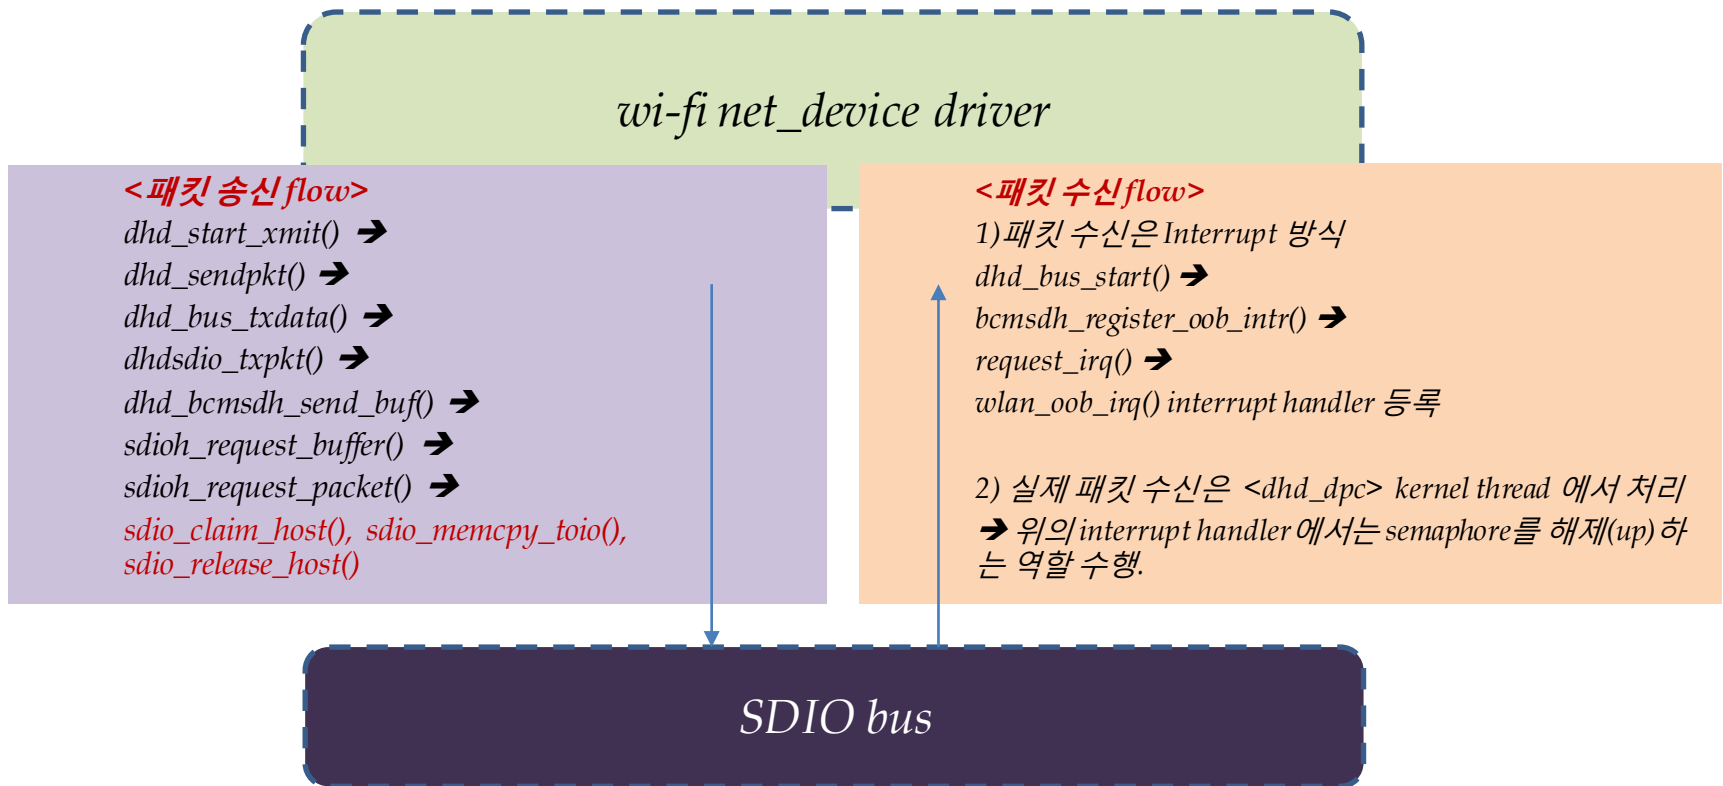 wi-fi net_device driver
<패킷 송신 flow>
dhd_start_xmit() ➔
dhd_sendpkt() ➔
dhd_bus_txdata() ➔
dhdsdio_txpkt() ➔
dhd_bcmsdh_send_buf() ➔
sdioh_request_buffer() ➔
sdioh_request_packet() ➔
sdio_claim_host(), sdio_memcpy_toio(),
sdio_release_host()
<패킷 수신 flow>
1)패킷 수신은 Interrupt 방식
dhd_bus_start() ➔
bcmsdh_register_oob_intr() ➔
request_irq() ➔
wlan_oob_irq() interrupt handler 등록
2) 실제 패킷 수신은 <dhd_dpc> kernel thread 에서 처리
➔ 위의 interrupt handler 에서는 semaphore를 해제(up) 하
는 역할 수행.
SDIO bus